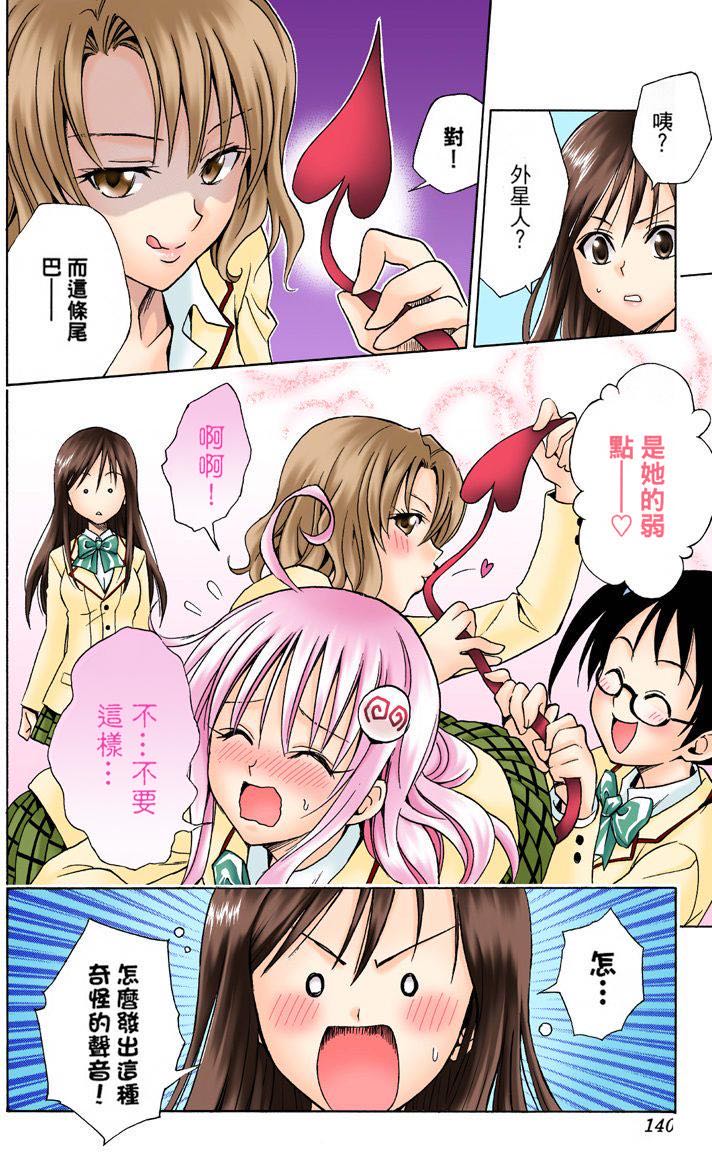 咦?
外星人?
對!
而這條尾
巴——
是她的弱
點——♡
啊啊!
不…不要
這樣…
怎…
怎麼發出這種
奇怪的聲音!
140